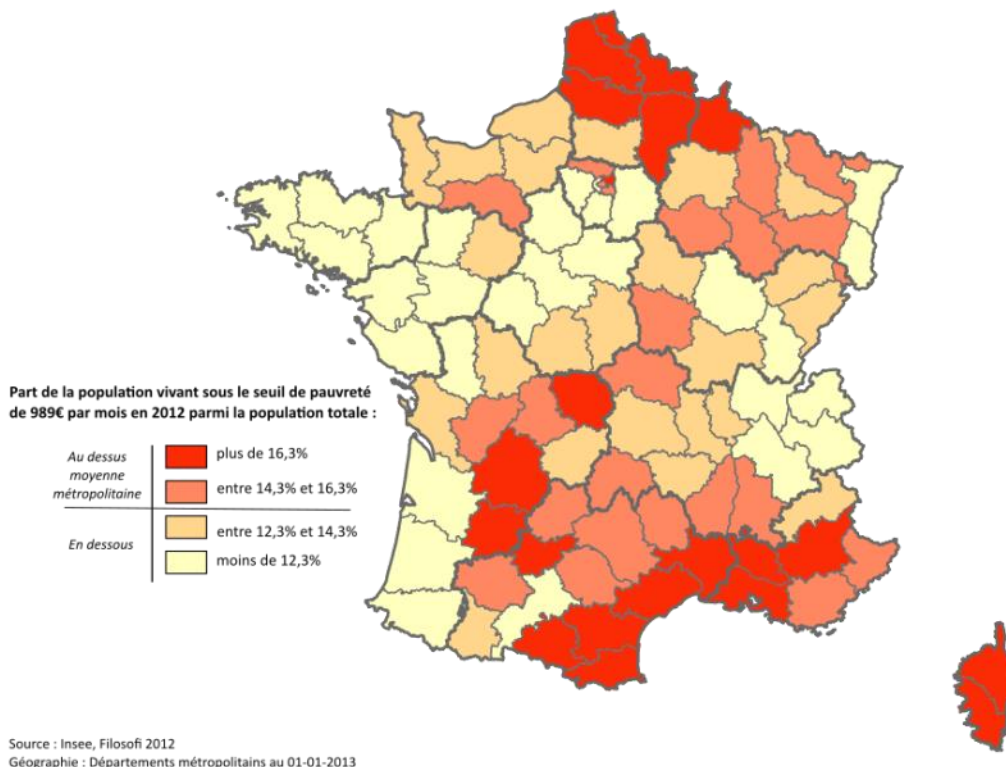 Part de la population vivant sous le seuil de pauvreté
de 989€ par mois en 2012 parmi la population totale :
Au dessus
moyenne
métropolitaine
plus de 16,3%
entre 14,3% et 16,3%
En dessous
entre 12,3% et 14,3%
moins de 12,3%
Source : Insee, Filosofi 2012
Géographie : Départements métropolitains au 01-01-2013